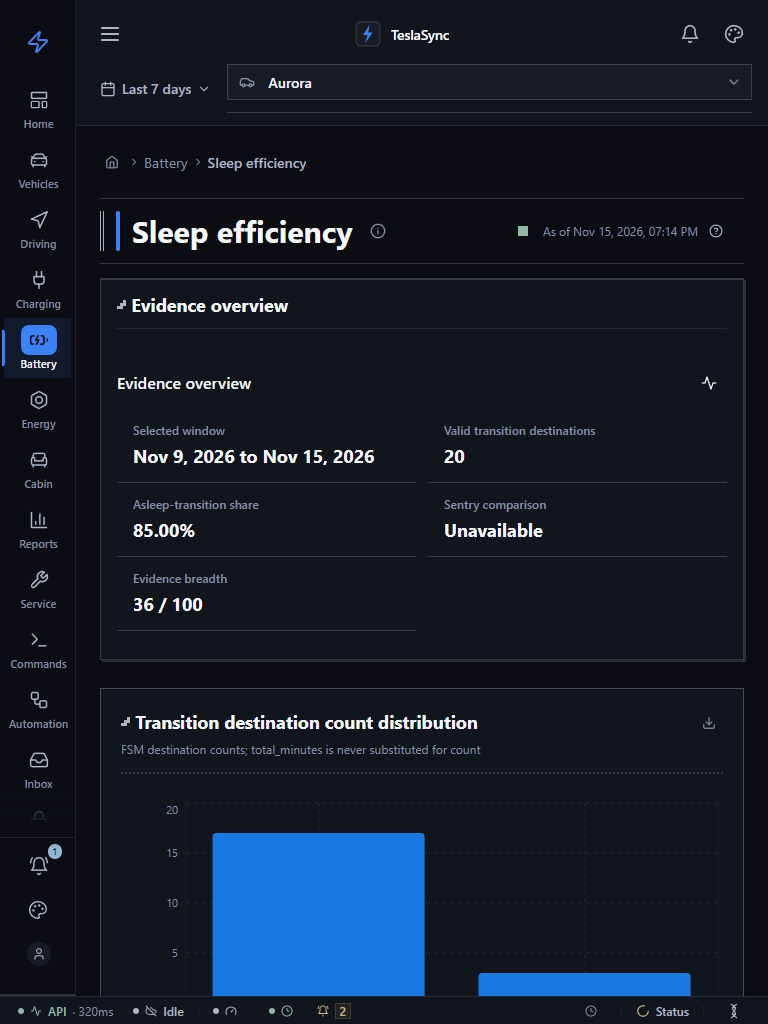 TeslaSync
Last 7 days
Aurora
Home
Vehicles
Driving
Charging
Battery
Energy
Cabin
Reports
Service
Commands
Automation
Inbox
1
Battery
Sleep efficiency
Sleep efficiency
As of Nov 15, 2026, 07:14 PM
Evidence overview
Evidence overview
Selected window
Nov 9, 2026 to Nov 15, 2026
Valid transition destinations
20
Asleep-transition share
85.00%
Sentry comparison
Unavailable
Evidence breadth
36 / 100
Transition destination count distribution
FSM destination counts; total_minutes is never substituted for count
20
15
10
5
API · 320ms
Idle
2
Status